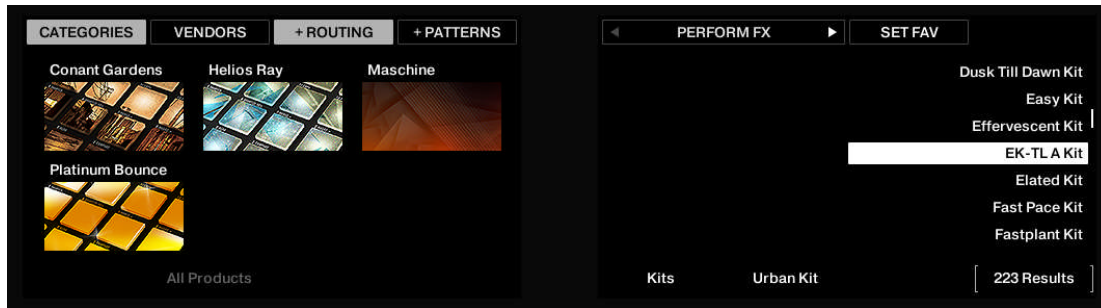 CATEGORIES VENDORS + ROUTING + PATTERNS
Conant Gardens Helios Ray Maschine
Platinum Bounce
All Products
PERFORM FX SET FAV
Dusk Till Dawn Kit
Easy Kit
Effervescent Kit
EK-TL A Kit
Elated Kit
Fast Pace Kit
Fastplant Kit
Kits Urban Kit 223 Results